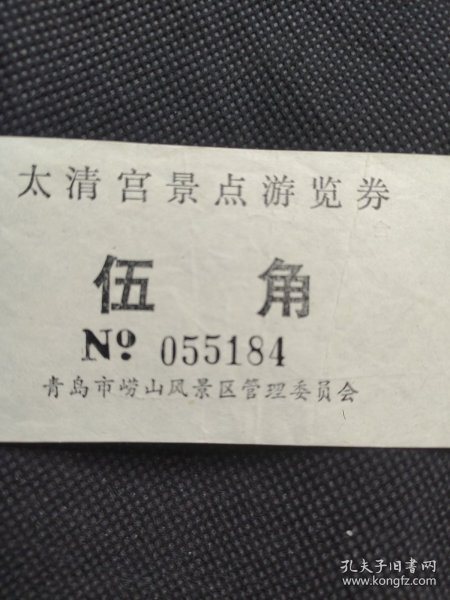 太清宫景点游览券
伍角
№ 055184
青岛市崂山风景区管理委员会
孔夫子旧书网
www.kongfz.com